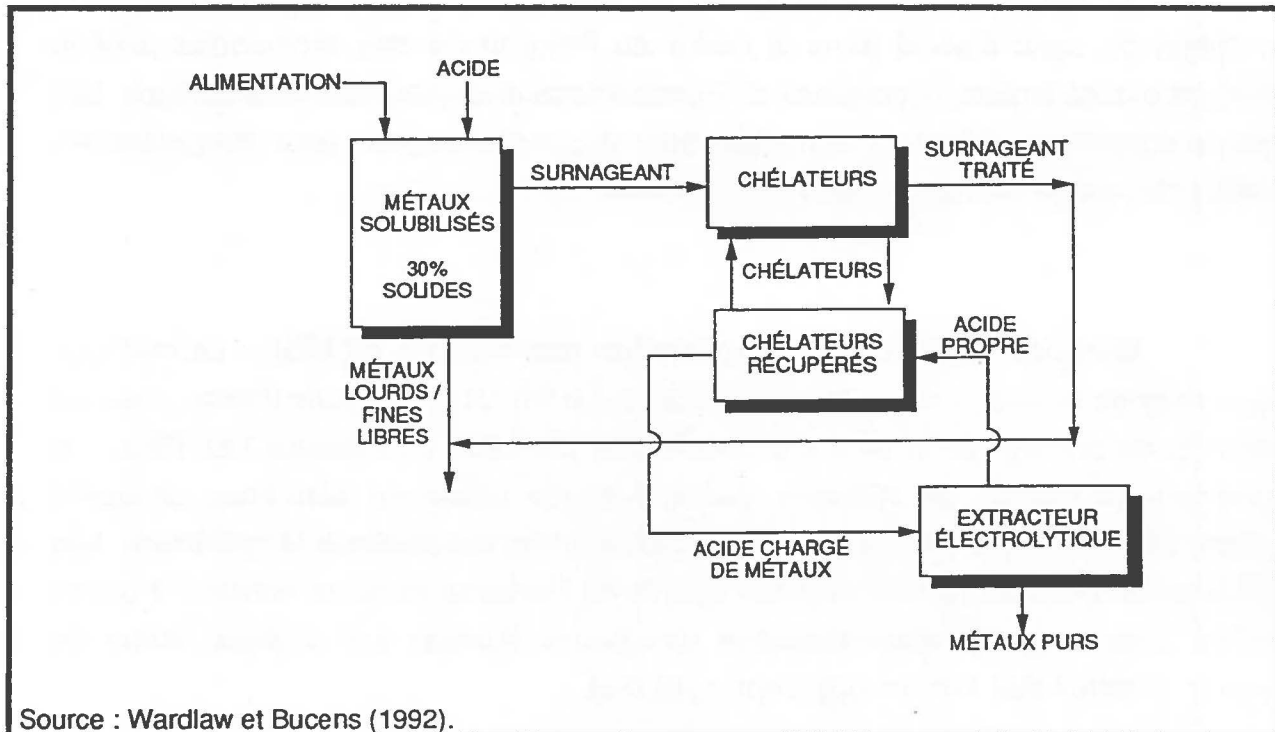 ALIMENTATION
ACIDE
MÉTAUX
SOLUBILISÉS
30%
SOLIDES
SURNAGEANT
CHÉLATEURS
SURNAGEANT
TRAITÉ
CHÉLATEURS
CHÉLATEURS
RÉCUPÉRÉS
ACIDE
PROPRE
MÉTAUX
LOURDS /
FINES
LIBRES
ACIDE CHARGÉ
DE MÉTAUX
EXTRACTEUR
ÉLECTROLYTIQUE
MÉTAUX PURS
Source : Wardlaw et Bucens (1992).